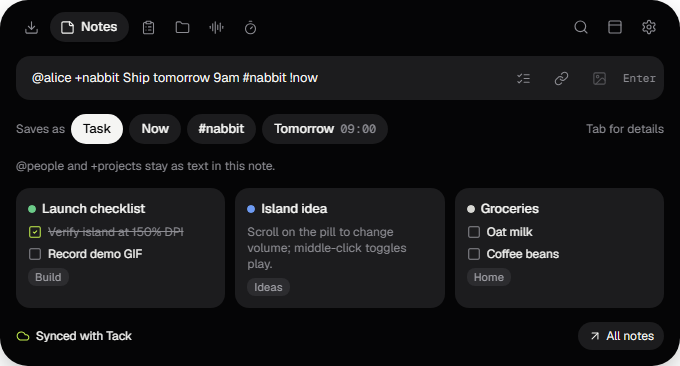 Notes
@alice +nabbit Ship tomorrow 9am #nabbit !now
Enter
Saves as
Task
Now
#nabbit
Tomorrow 09:00
Tab for details
@people and +projects stay as text in this note.
Launch checklist
Verify island at 150% DPI
Record demo GIF
Build
Island idea
Scroll on the pill to change
volume; middle-click toggles
play.
Ideas
Groceries
Oat milk
Coffee beans
Home
Synced with Tack
All notes